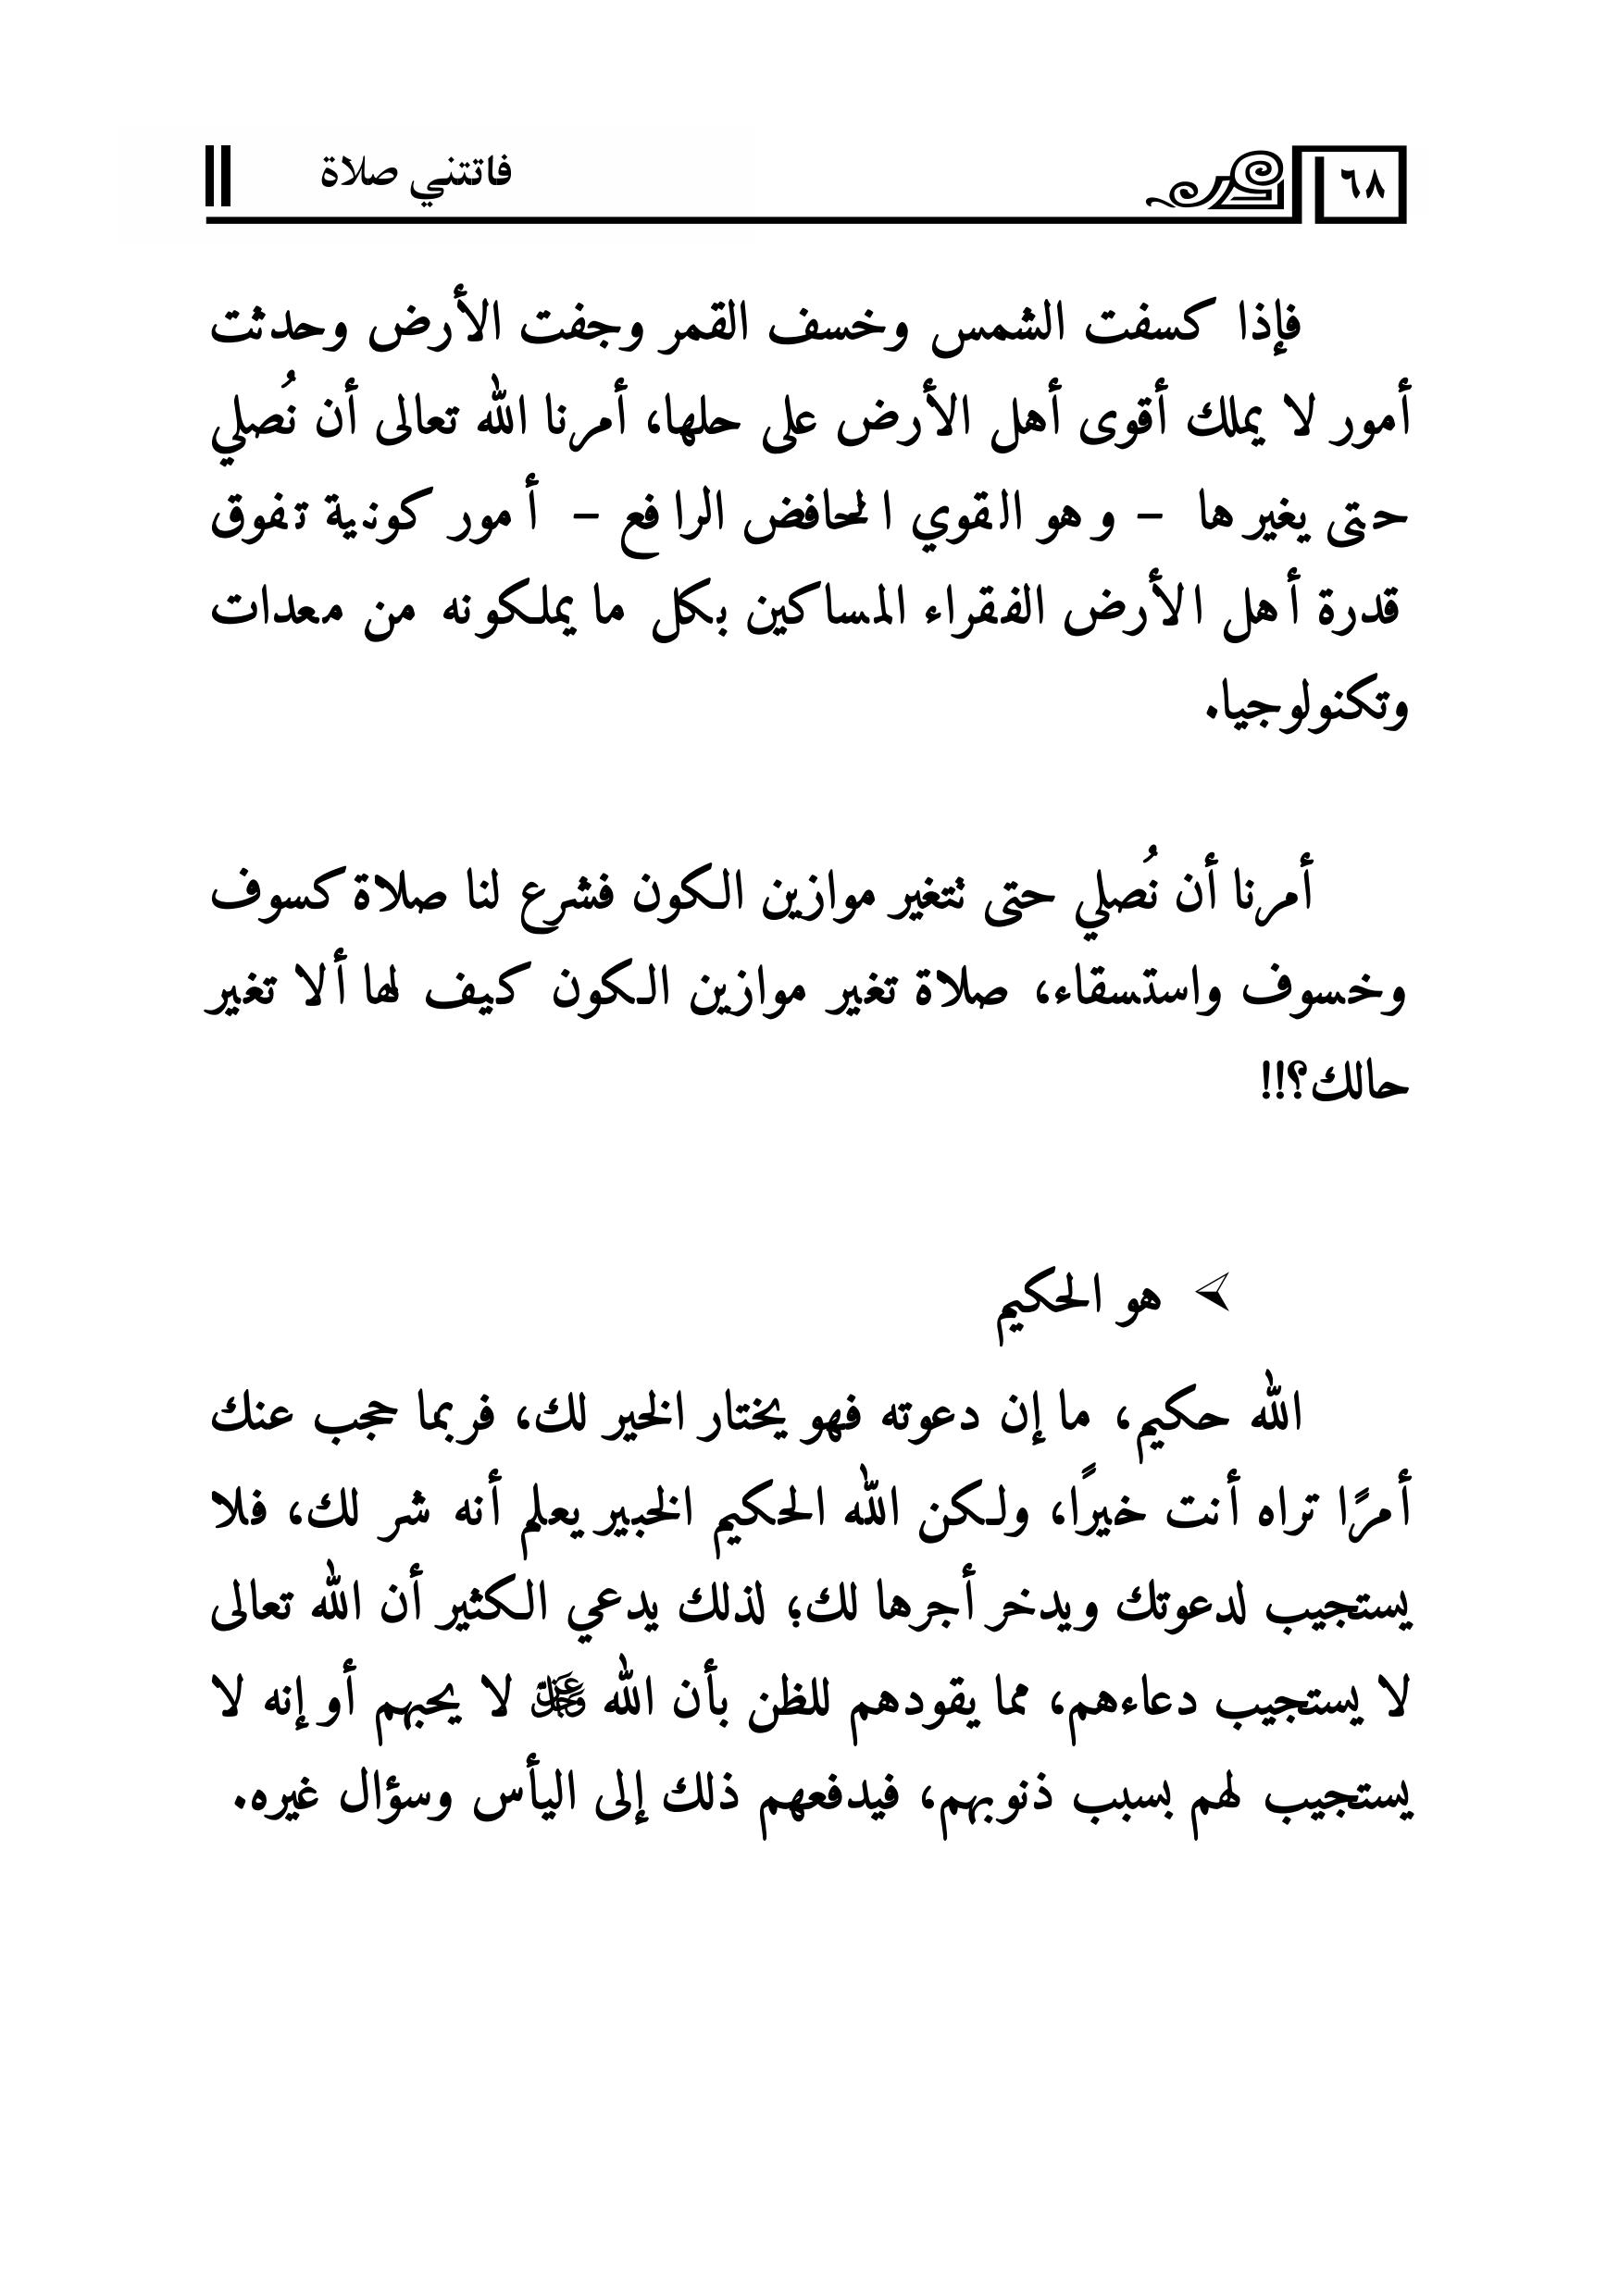 ٦٨
فاتتني صلاة
فإذا كسفت الشمس وخسف القمر وجفت الأرض وحدثت
أمور لا يملك أقوى أهل الأرض على حلها، أمرنا الله تعالى أن نُصلي
حتى يغيرها – وهو القوي الخافض الرافع – أمور كونية تفوق
قدرة أهل الأرض الفقراء المساكين بكل ما يملكونه من معدات
وتكنولوجيا.
أمرنا أن نُصلي حتى تتغير موازين الكون فشرع لنا صلاة كسوف
وخسوف واستسقاء، صلاة تغير موازين الكون كيف لها ألا تغير
حالك؟!!
⮘ هو الحكيم
الله حكيم، ما إن دعوته فهو يختار الخير لك، فربما حجب عنك
أمرًا تراه أنت خيرًا، ولكن الله الحكيم الخبير يعلم أنه شر لك، فلا
يستجيب لدعوتك ويدخر أجرها لك؛ لذلك يدعي الكثير أن الله تعالى
لا يستجيب دعاءهم، مما يقودهم للظن بأن الله عز وجل لا يحبهم أو إنه لا
يستجيب لهم بسبب ذنوبهم، فيدفعهم ذلك إلى اليأس وسؤال غيره.